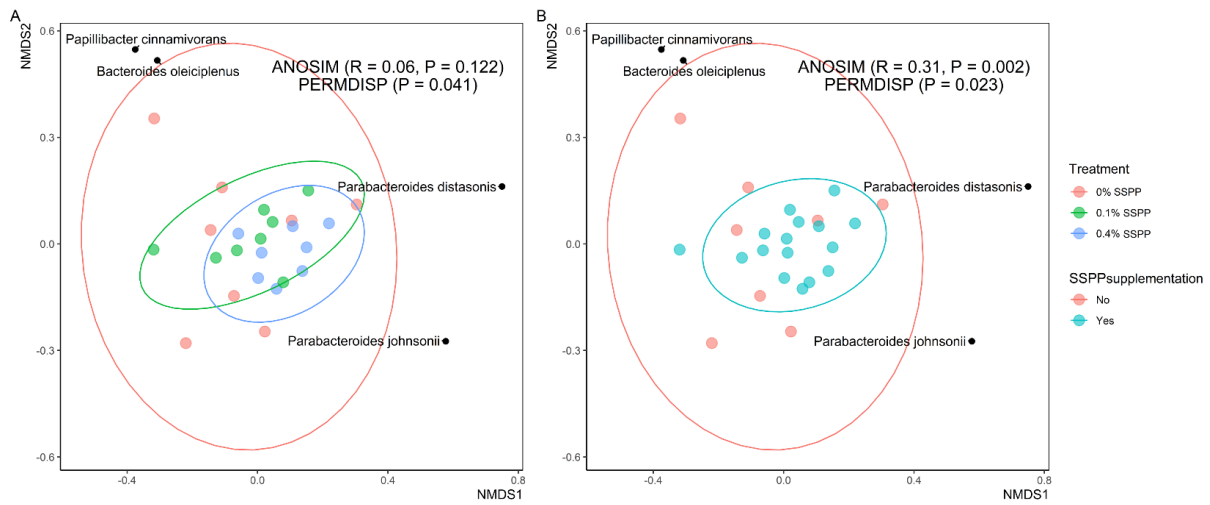 A
NMDS2
0.6
0.3
0.0
-0.3
-0.6
Papillibacter cinnamivorans
Bacteroides oleiciplenus
ANOSIM (R = 0.06, P = 0.122)
PERMDISP (P = 0.041)
Parabacteroides distasonis
Parabacteroides johnsonii
-0.4
0.0
0.4
0.8
NMDS1
B
NMDS2
0.6
0.3
0.0
-0.3
-0.6
Papillibacter cinnamivorans
Bacteroides oleiciplenus
ANOSIM (R = 0.31, P = 0.002)
PERMDISP (P = 0.023)
Parabacteroides distasonis
Parabacteroides johnsonii
-0.4
0.0
0.4
0.8
NMDS1
Treatment
0% SSPP
0.1% SSPP
0.4% SSPP
SSPPsupplementation
No
Yes